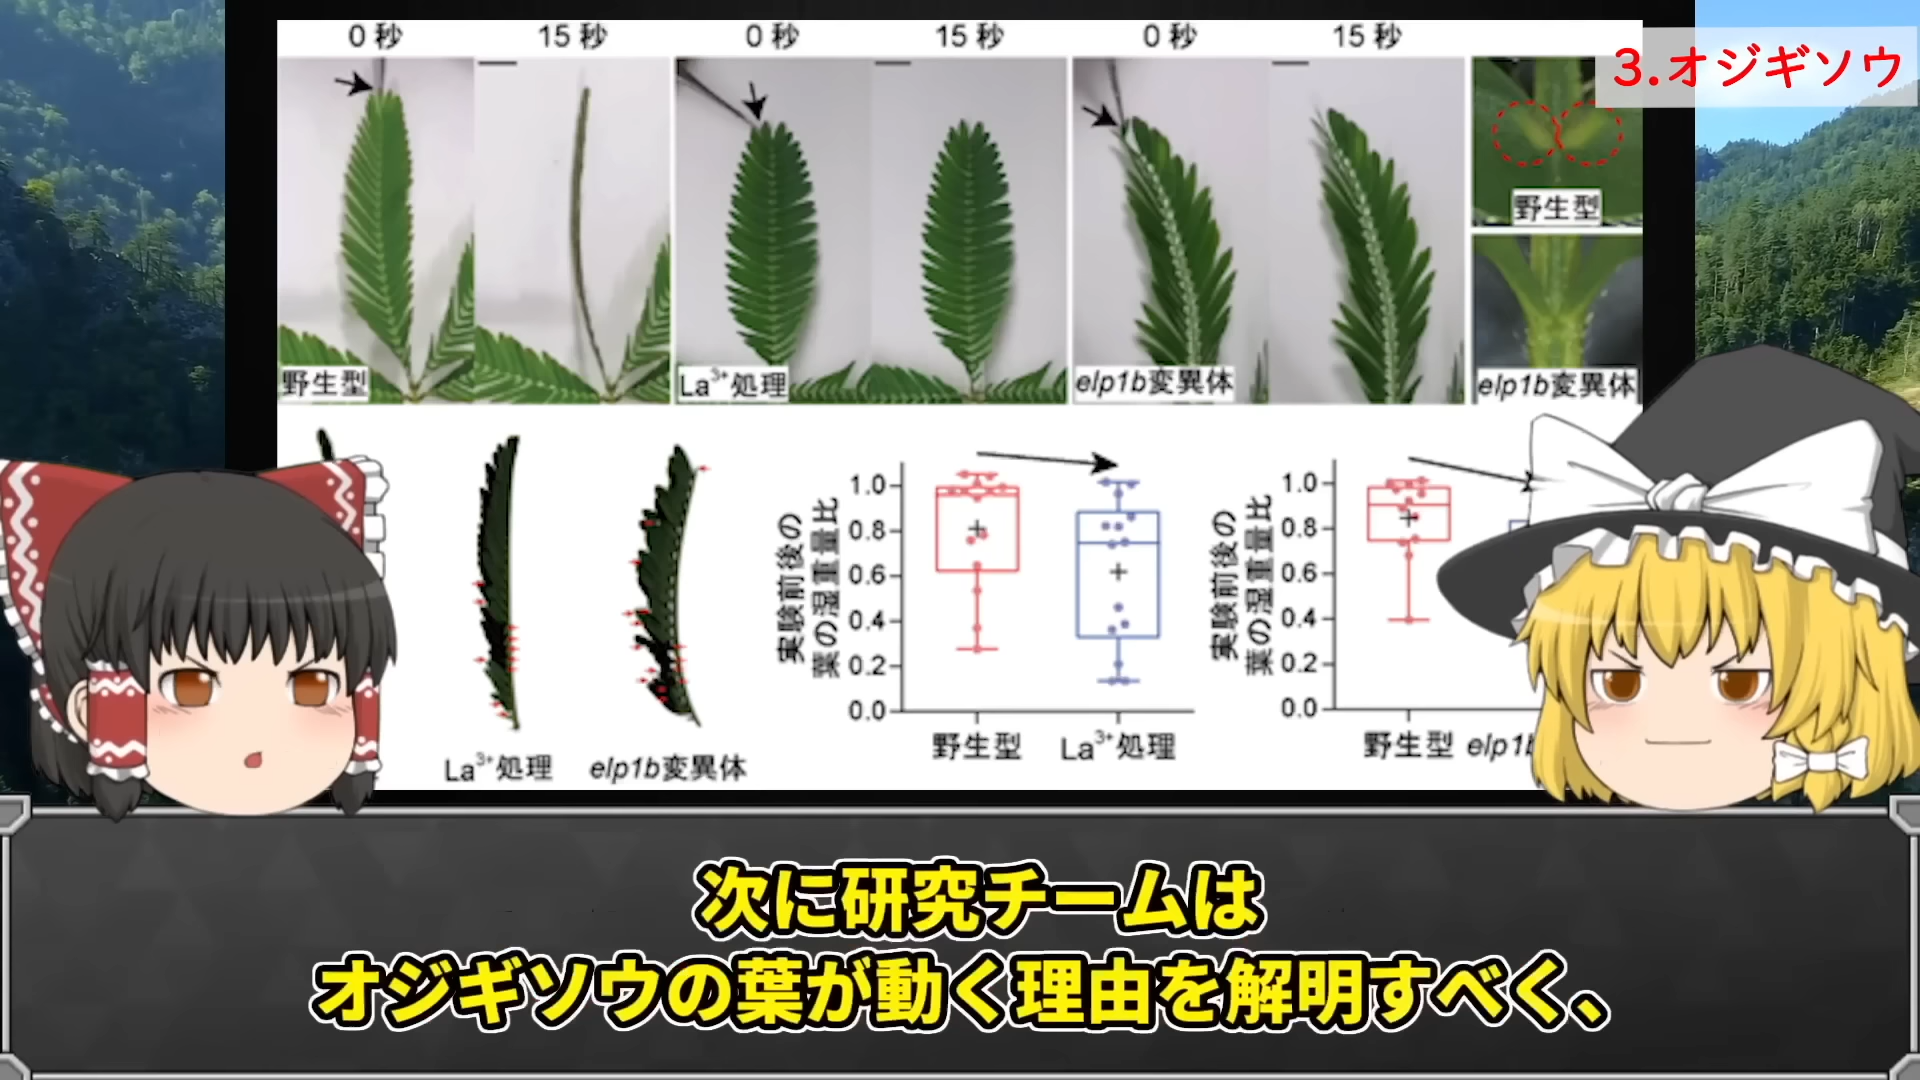 0秒
15秒
0秒
15秒
0秒
15秒
3.オジギソウ
野生型
野生型
La³⁺処理
elp1b変異体
elp1b変異体
実験前後の
葉の湿重量比
1.0
0.8
0.6
0.4
0.2
0.0
野生型
La³⁺処理
実験前後の
葉の湿重量比
1.0
0.8
0.6
0.4
0.2
0.0
野生型
elp1b
La³⁺処理
elp1b変異体
次に研究チームは
オジギソウの葉が動く理由を解明すべく、